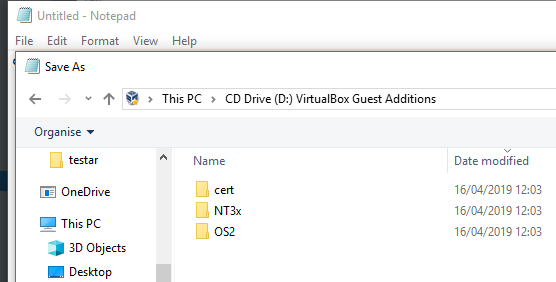 Untitled - Notepad
File Edit Format View Help
Save As
This PC > CD Drive (D:) VirtualBox Guest Additions
Organise
Name Date modified
testar
cert 16/04/2019 12:03
OneDrive
NT3x 16/04/2019 12:03
This PC
OS2 16/04/2019 12:03
3D Objects
Desktop